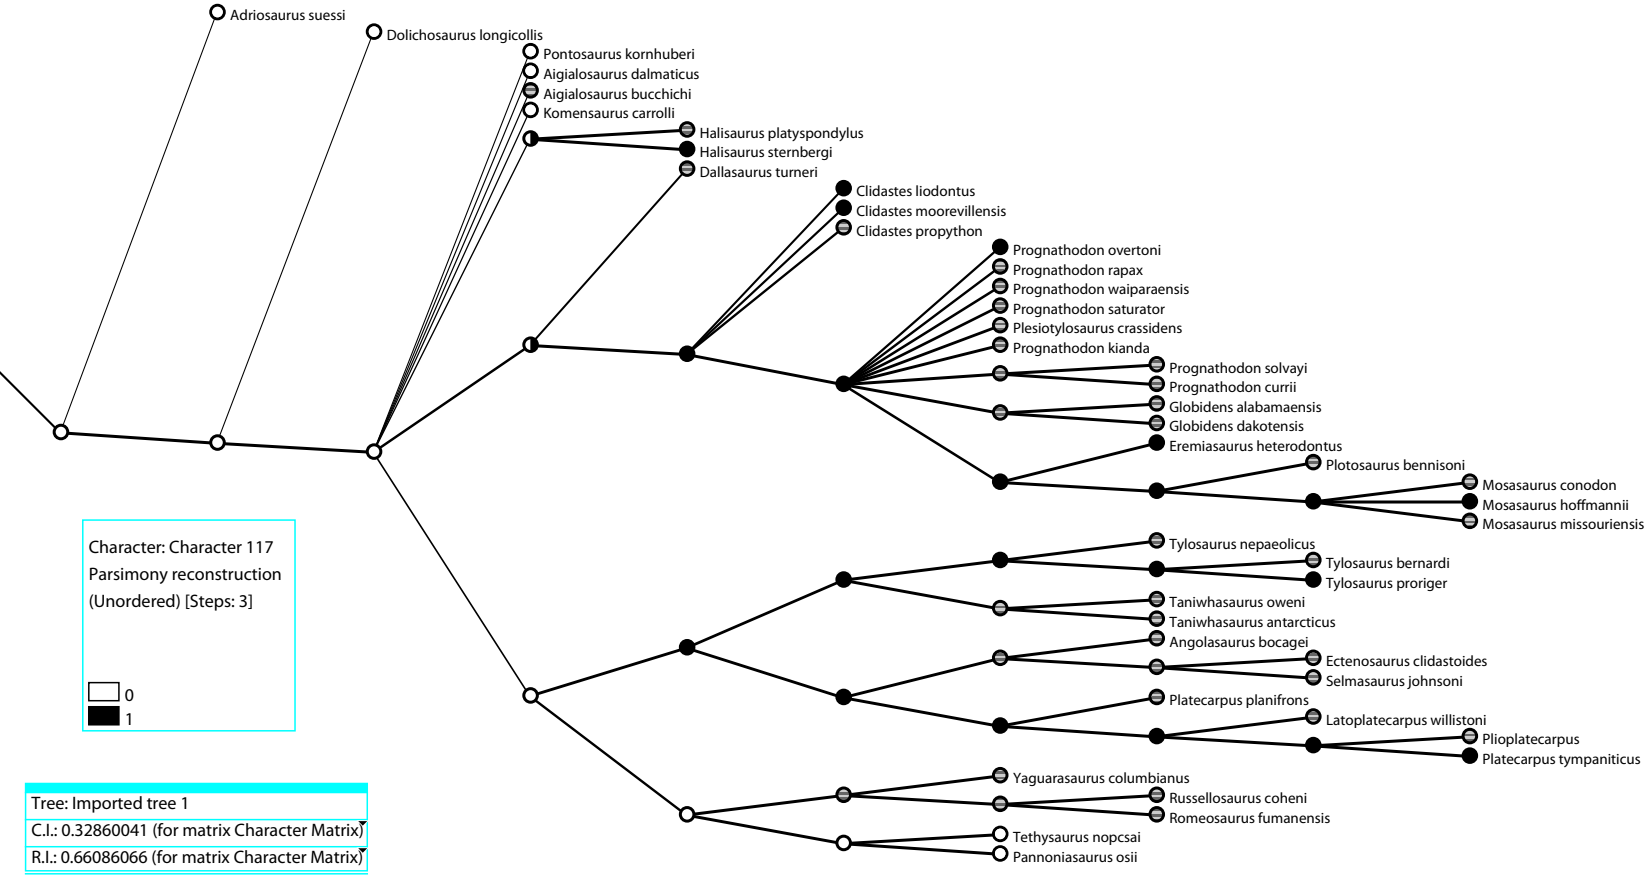 Adriosaurus suessi
Dolichosaurus longicollis
Pontosaurus kornhuberi
Aigialosaurus dalmaticus
Aigialosaurus bucchichi
Komensaurus carrolli
Halisaurus platyspondylus
Halisaurus sternbergi
Dallasaurus turneri
Clidastes liodontus
Clidastes moorevillensis
Clidastes propython
Prognathodon overtoni
Prognathodon rapax
Prognathodon waiparaensis
Prognathodon saturator
Plesiotylosaurus crassidens
Prognathodon kianda
Prognathodon solvayi
Prognathodon currii
Globidens alabamaensis
Globidens dakotensis
Eremiasaurus heterodontus
Plotosaurus bennisoni
Mosasaurus conodon
Mosasaurus hoffmannii
Mosasaurus missouriensis
Tylosaurus nepaeolicus
Tylosaurus bernardi
Tylosaurus proriger
Taniwhasaurus oweni
Taniwhasaurus antarcticus
Angolasaurus bocagei
Ectenosaurus clidastoides
Selmasaurus johnsoni
Platecarpus planifrons
Latoplatecarpus willistoni
Plioplatecarpus
Platecarpus tympaniticus
Yaguarasaurus columbianus
Russellosaurus coheni
Romeosaurus fumanensis
Tethysaurus nopcsai
Pannoniasaurus osii
Character: Character 117
Parsimony reconstruction
(Unordered) [Steps: 3]
0
1
Tree: Imported tree 1
C.I.: 0.32860041 (for matrix Character Matrix)
R.I.: 0.66086066 (for matrix Character Matrix)